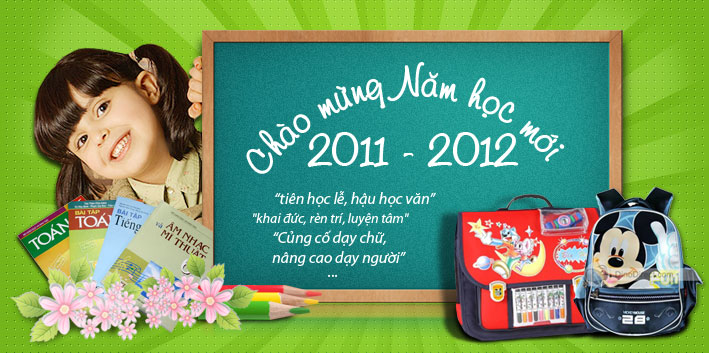 Chào mừng Năm học mới
2011 - 2012
“tiên học lễ, hậu học văn”
"khai đức, rèn trí, luyện tâm"
“Củng cố dạy chữ,
nâng cao dạy người”
...
TOÁN
BÀI TẬP
TOÁN
BÀI TẬP
Tiếng
ÂM NHẠC
và
MĨ THUẬT
28